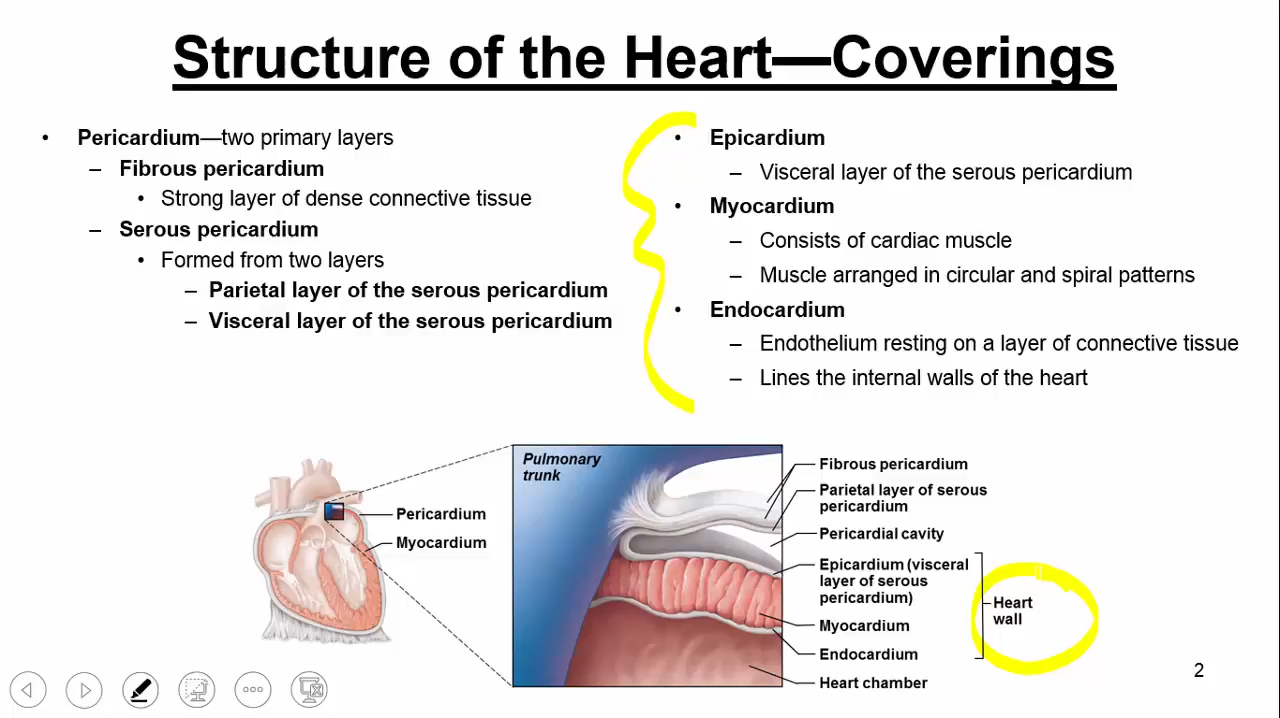 Structure of the Heart—Coverings
• Pericardium—two primary layers
– Fibrous pericardium
• Strong layer of dense connective tissue
– Serous pericardium
• Formed from two layers
– Parietal layer of the serous pericardium
– Visceral layer of the serous pericardium
• Epicardium
– Visceral layer of the serous pericardium
• Myocardium
– Consists of cardiac muscle
– Muscle arranged in circular and spiral patterns
• Endocardium
– Endothelium resting on a layer of connective tissue
– Lines the internal walls of the heart
Pericardium
Myocardium
Pulmonary
trunk
Fibrous pericardium
Parietal layer of serous
pericardium
Pericardial cavity
Epicardium (visceral
layer of serous
pericardium)
Myocardium
Endocardium
Heart chamber
Heart
wall
2